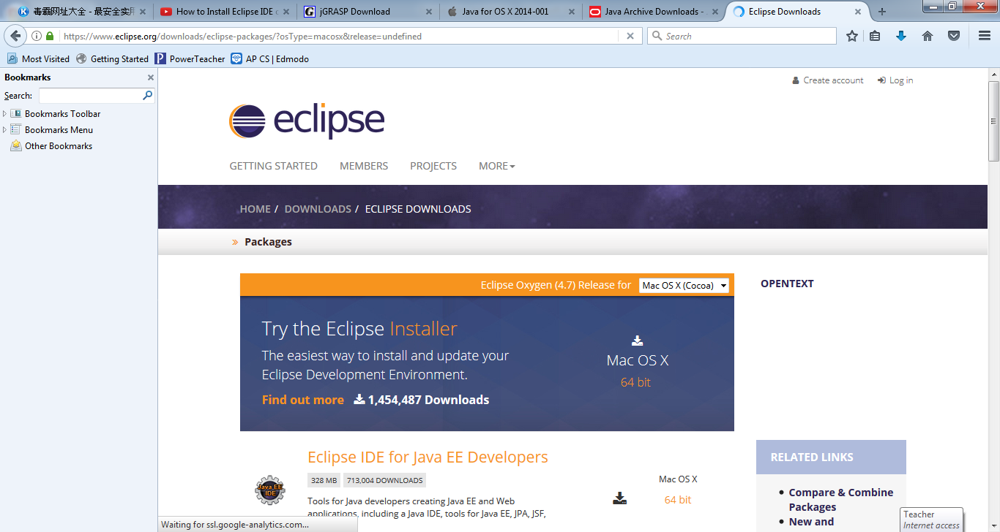 毒霸网址大全 - 最安全实用
How to Install Eclipse IDE
jGRASP Download
Java for OS X 2014-001
Java Archive Downloads -
Eclipse Downloads
https://www.eclipse.org/downloads/eclipse-packages/?osType=macosx&release=undefined
Search
Most Visited
Getting Started
PowerTeacher
AP CS | Edmodo
Bookmarks
Search:
Bookmarks Toolbar
Bookmarks Menu
Other Bookmarks
Create account
Log in
eclipse
GETTING STARTED
MEMBERS
PROJECTS
MORE
HOME / DOWNLOADS / ECLIPSE DOWNLOADS
Packages
Eclipse Oxygen (4.7) Release for
Mac OS X (Cocoa)
OPENTEXT
Try the Eclipse Installer
The easiest way to install and update your
Eclipse Development Environment.
Find out more
1,454,487 Downloads
Mac OS X
64 bit
Eclipse IDE for Java EE Developers
328 MB
713,004 DOWNLOADS
Java EE
IDE
Tools for Java developers creating Java EE and Web
applications, including a Java IDE, tools for Java EE, JPA, JSF,
Mac OS X
64 bit
RELATED LINKS
Compare & Combine
Packages
New and
Waiting for ssl.google-analytics.com...
Teacher
Internet access